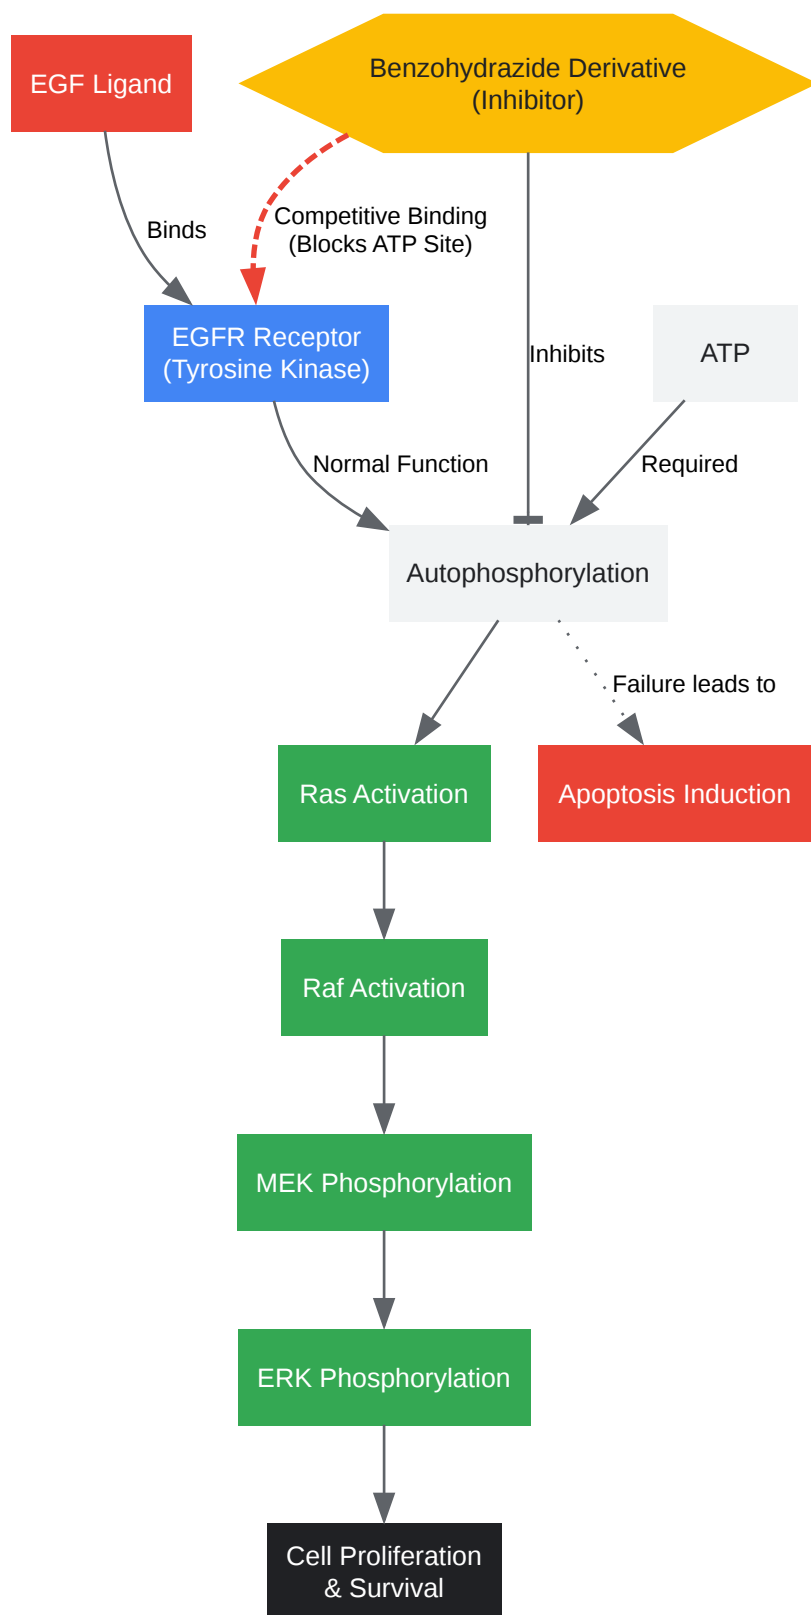 EGF Ligand
Benzohydrazide Derivative
(Inhibitor)
Binds
Competitive Binding
(Blocks ATP Site)
EGFR Receptor
(Tyrosine Kinase)
Inhibits
ATP
Normal Function
Required
Autophosphorylation
Failure leads to
Ras Activation
Apoptosis Induction
Raf Activation
MEK Phosphorylation
ERK Phosphorylation
Cell Proliferation
& Survival